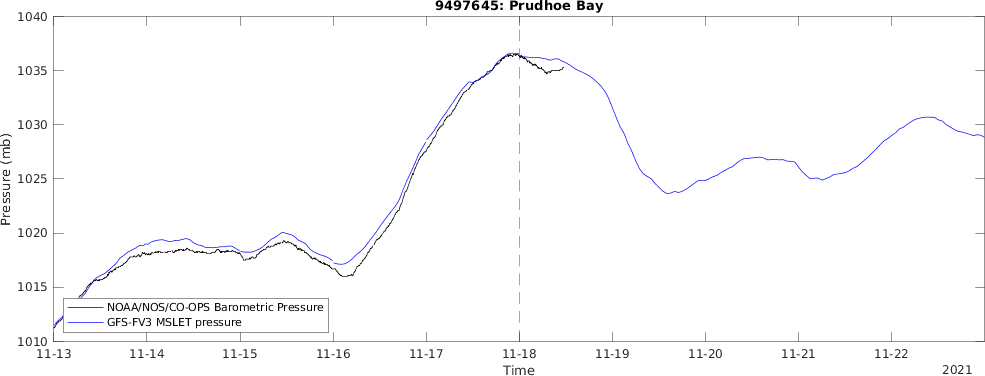 9497645: Prudhoe Bay
1040
1035
1030
1025
1020
1015
1010
Pressure (mb)
NOAA/NOS/CO-OPS Barometric Pressure
GFS-FV3 MSLET pressure
11-13 11-14 11-15 11-16 11-17 11-18 11-19 11-20 11-21 11-22
Time
2021